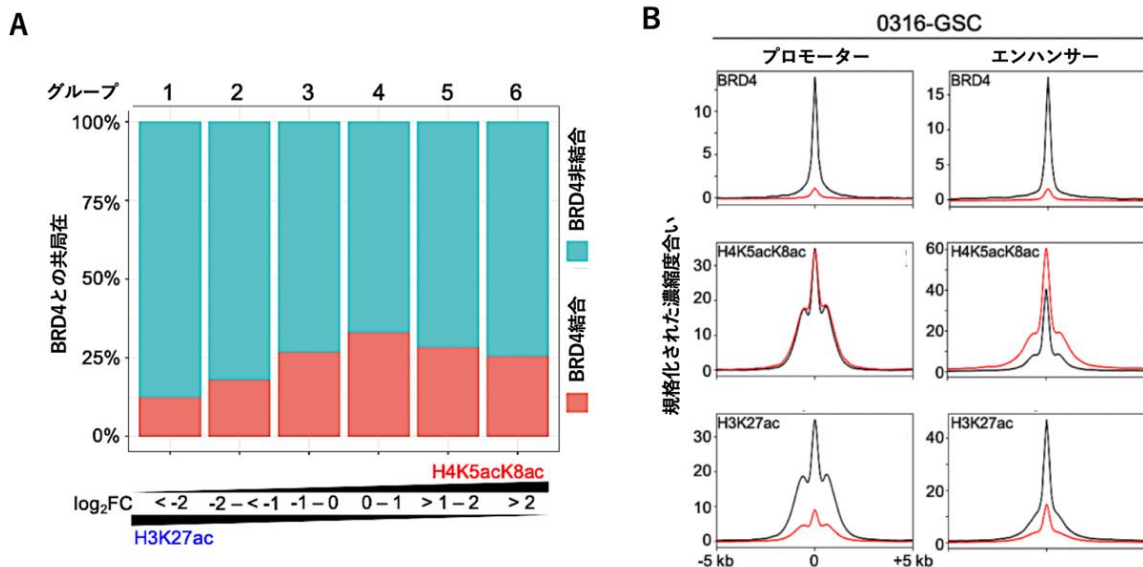 A
グループ
1 2 3 4 5 6
100%
75%
50%
25%
0%
BRD4との共局在
BRD4非結合
BRD4結合
H4K5acK8ac
log₂FC < -2 -2 – < -1 -1 – 0 0 – 1 > 1 – 2 > 2
H3K27ac
B
0316-GSC
プロモーター エンハンサー
規格化された濃縮度合い
BRD4
10
5
0
BRD4
15
10
5
0
H4K5acK8ac
30
20
10
0
H4K5acK8ac
60
40
20
0
H3K27ac
30
20
10
0
H3K27ac
40
20
0
-5 kb 0 +5 kb